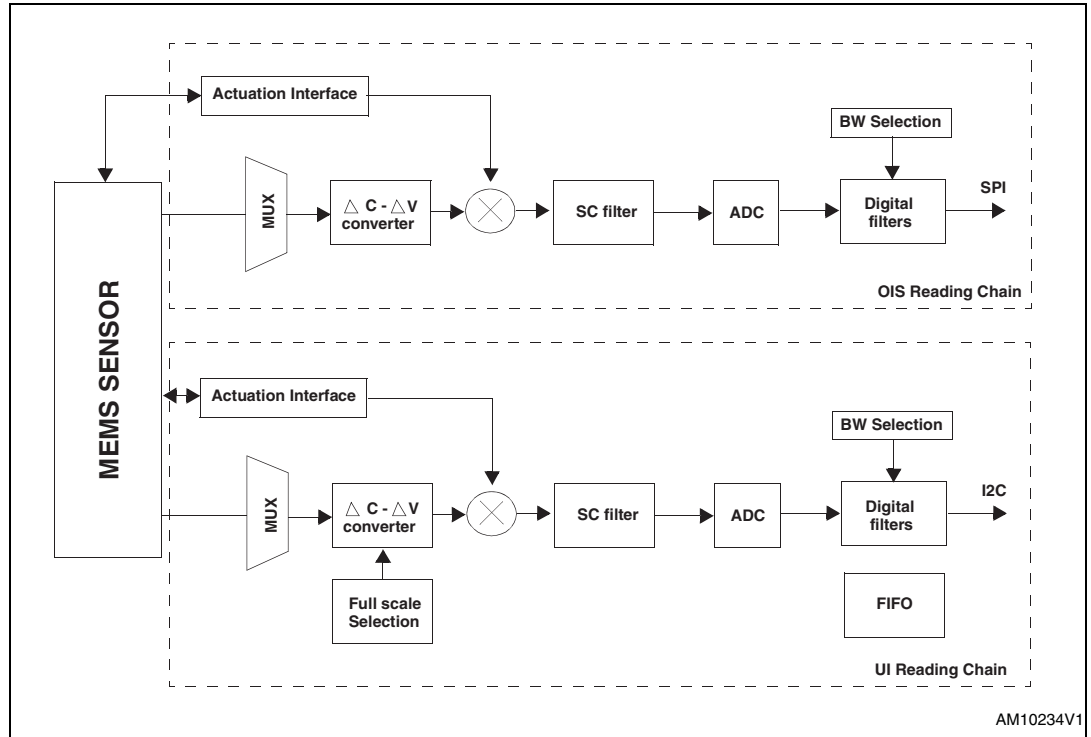 Actuation Interface
BW Selection
SPI
MUX
△ C - △V
converter
SC filter
ADC
Digital
filters
OIS Reading Chain
MEMS SENSOR
Actuation Interface
BW Selection
I2C
MUX
△ C - △V
converter
SC filter
ADC
Digital
filters
Full scale
Selection
FIFO
UI Reading Chain
AM10234V1